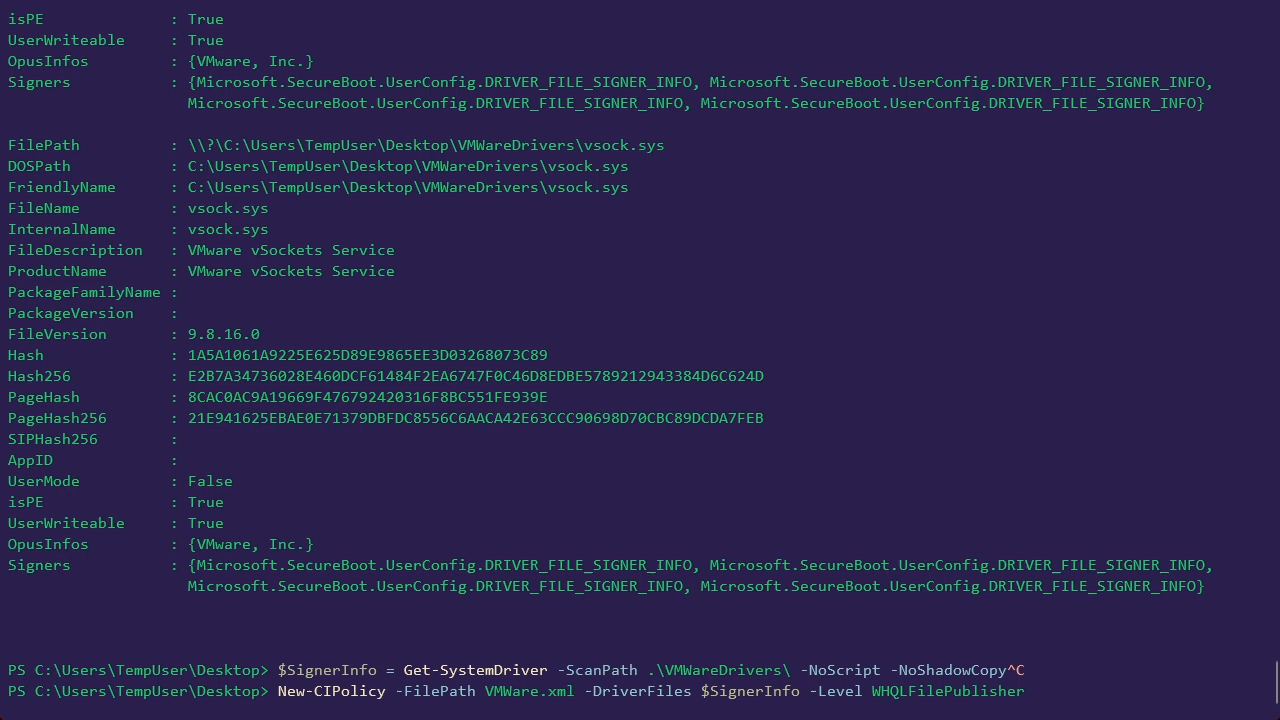 isPE                 : True
UserWriteable     : True
OpusInfos         : {VMware, Inc.}
Signers           : {Microsoft.SecureBoot.UserConfig.DRIVER_FILE_SIGNER_INFO, Microsoft.SecureBoot.UserConfig.DRIVER_FILE_SIGNER_INFO,
                    Microsoft.SecureBoot.UserConfig.DRIVER_FILE_SIGNER_INFO, Microsoft.SecureBoot.UserConfig.DRIVER_FILE_SIGNER_INFO}
FilePath          : \\?\C:\Users\TempUser\Desktop\VMWareDrivers\vsock.sys
DOSPath           : C:\Users\TempUser\Desktop\VMWareDrivers\vsock.sys
FriendlyName      : C:\Users\TempUser\Desktop\VMWareDrivers\vsock.sys
FileName          : vsock.sys
InternalName      : vsock.sys
FileDescription   : VMware vSockets Service
ProductName       : VMware vSockets Service
PackageFamilyName :
PackageVersion    :
FileVersion       : 9.8.16.0
Hash              : 1A5A1061A9225E625D89E9865EE3D03268073C89
Hash256           : E2B7A34736028E460DCF61484F2EA6747F0C46D8EDBE5789212943384D6C624D
PageHash          : 8CAC0AC9A19669F476792420316F8BC551FE939E
PageHash256       : 21E941625EBAE0E71379DBFDC8556C6AACA42E63CCC90698D70CBC89DCDA7FEB
SIPHash256        :
AppID             :
UserMode          : False
isPE              : True
UserWriteable     : True
OpusInfos         : {VMware, Inc.}
Signers           : {Microsoft.SecureBoot.UserConfig.DRIVER_FILE_SIGNER_INFO, Microsoft.SecureBoot.UserConfig.DRIVER_FILE_SIGNER_INFO,
                    Microsoft.SecureBoot.UserConfig.DRIVER_FILE_SIGNER_INFO, Microsoft.SecureBoot.UserConfig.DRIVER_FILE_SIGNER_INFO}
PS C:\Users\TempUser\Desktop> $SignerInfo = Get-SystemDriver -ScanPath .\VMWareDrivers\ -NoScript -NoShadowCopy^C
PS C:\Users\TempUser\Desktop> New-CIPolicy -FilePath VMWare.xml -DriverFiles $SignerInfo -Level WHQLFilePublisher